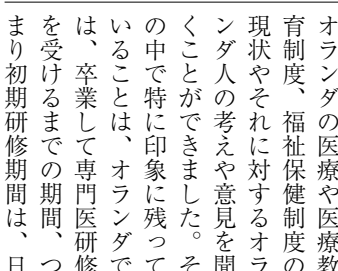 オランダの医療や医療教
育制度、福祉保健制度の
現状やそれに対するオラ
ンダ人の考えや意見を聞
くことができました。そ
の中で特に印象に残って
いることは、オランダで
は、卒業して専門医研修
を受けるまでの期間、つ
まり初期研修期間は、日